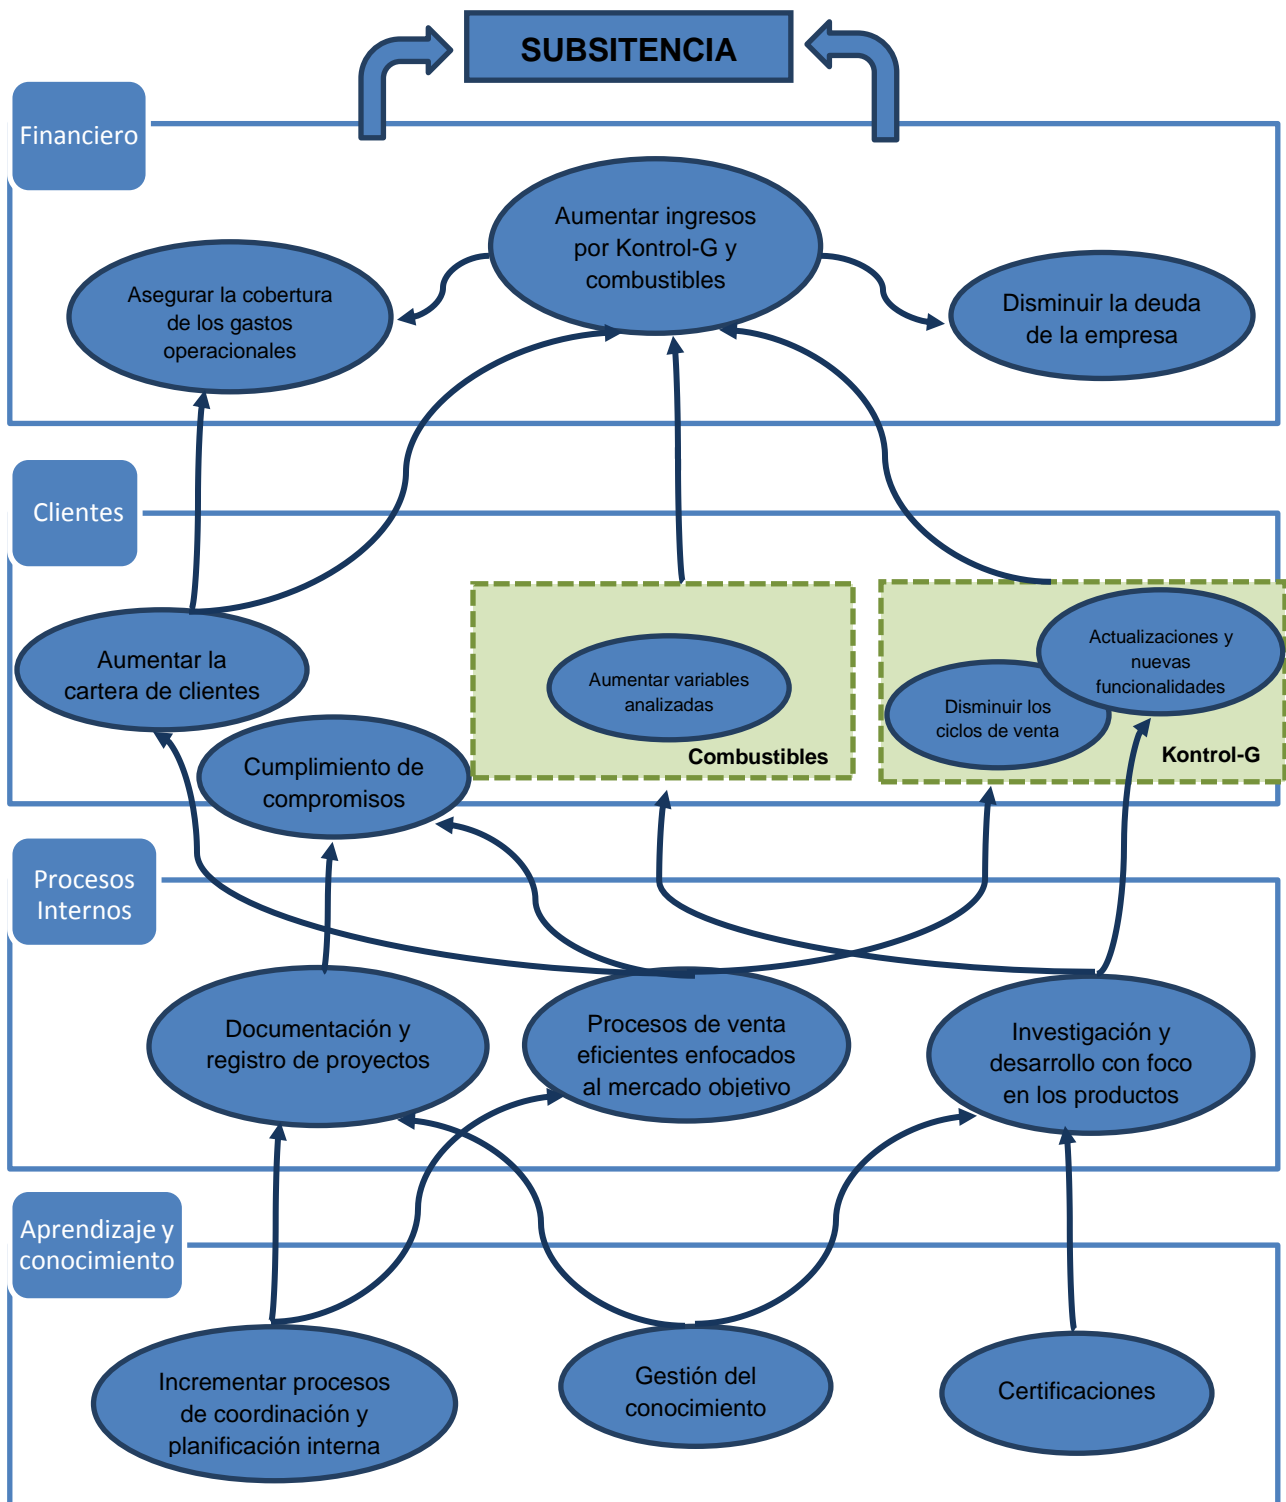 SUBSITENCIA
Financiero
Aumentar ingresos
por Kontrol-G y
combustibles
Asegurar la cobertura
de los gastos
operacionales
Disminuir la deuda
de la empresa
Clientes
Aumentar la
cartera de clientes
Aumentar variables
analizadas
Combustibles
Actualizaciones y
nuevas
funcionalidades
Disminuir los
ciclos de venta
Kontrol-G
Cumplimiento de
compromisos
Procesos
Internos
Documentación y
registro de proyectos
Procesos de venta
eficientes enfocados
al mercado objetivo
Investigación y
desarrollo con foco
en los productos
Aprendizaje y
conocimiento
Incrementar procesos
de coordinación y
planificación interna
Gestión del
conocimiento
Certificaciones